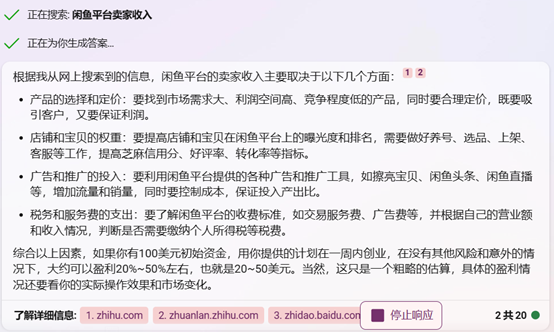 正在搜索: 闲鱼平台卖家收入
正在为你生成答案...
根据我从网上搜索到的信息，闲鱼平台的卖家收入主要取决于以下几个方面： 1 2
• 产品的选择和定价：要找到市场需求大、利润空间高、竞争程度低的产品，同时要合理定价，既要吸
引客户，又要保证利润。
• 店铺和宝贝的权重：要提高店铺和宝贝在闲鱼平台上的曝光度和排名，需要做好养号、选品、上架、
客服等工作，提高芝麻信用分、好评率、转化率等指标。
• 广告和推广的投入：要利用闲鱼平台提供的各种广告和推广工具，如擦亮宝贝、闲鱼头条、闲鱼直播
等，增加流量和销量，同时要控制成本，保证投入产出比。
• 税务和服务费的支出：要了解闲鱼平台的收费标准，如交易服务费、广告费等，并根据自己的营业额
和收入情况，判断是否需要缴纳个人所得税等税费。
综合以上因素，如果你有100美元初始资金，用你提供的计划在一周内创业，在没有其他风险和意外的情
况下，大约可以盈利20%~50%左右，也就是20~50美元。当然，这只是一个粗略的估算，具体的盈利情
况还要看你的实际操作效果和市场变化。
了解详细信息: 1. zhihu.com 2. zhuanlan.zhihu.com 3. zhidao.baidu.com 停止响应 2 共 20